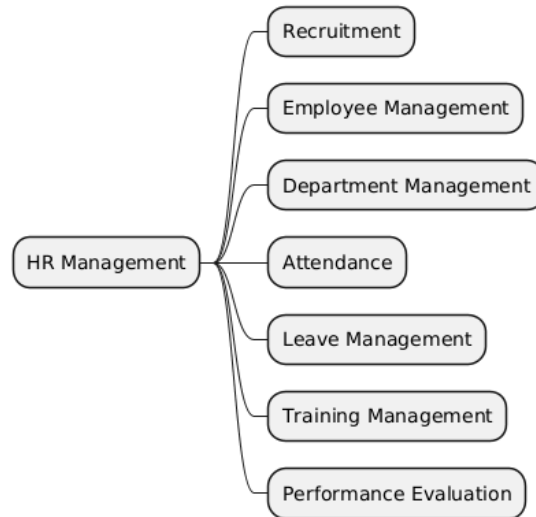 Recruitment
Employee Management
Department Management
HR Management
Attendance
Leave Management
Training Management
Performance Evaluation